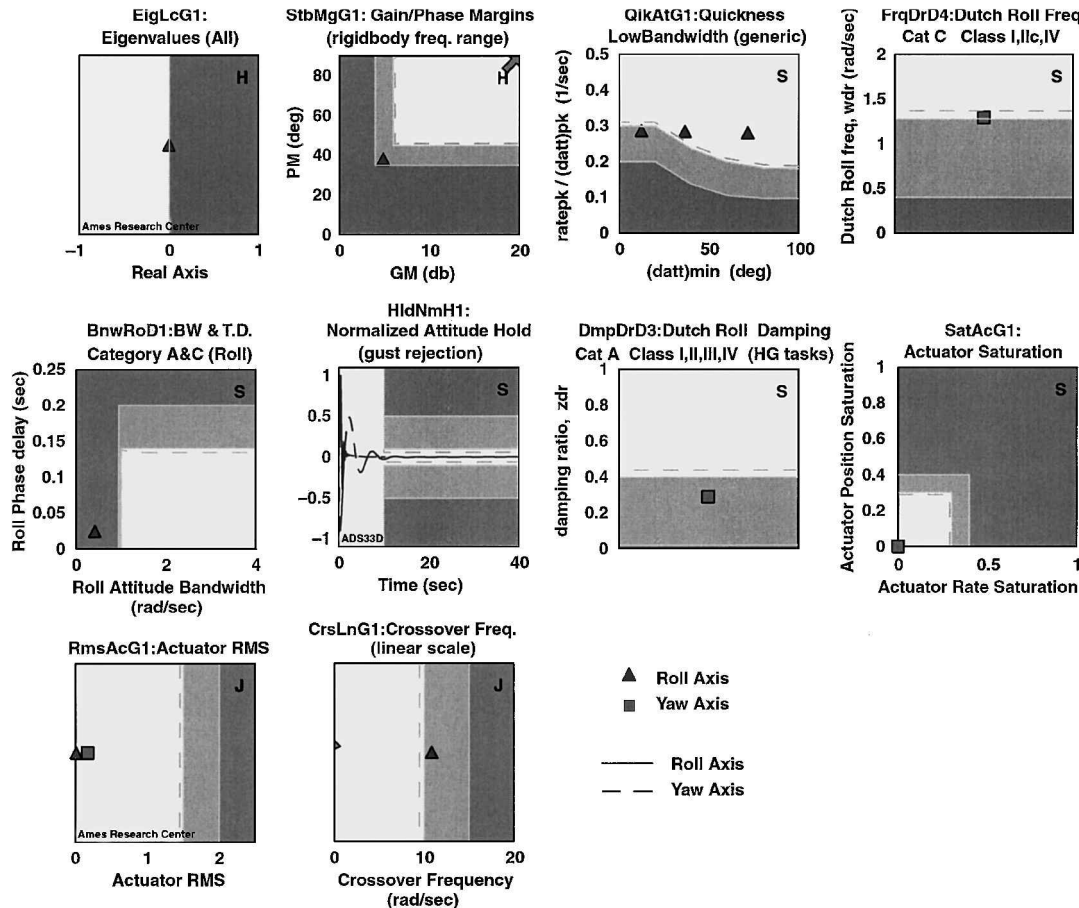 EigLcG1:
Eigenvalues (All)
H
Ames Research Center
−1
0
1
Real Axis
StbMgG1: Gain/Phase Margins
(rigidbody freq. range)
H
PM (deg)
80
60
40
20
0
0
20
GM (db)
QikAtG1:Quickness
LowBandwidth (generic)
S
ratepk / (datt)pk (1/sec)
0.5
0.4
0.3
0.2
0.1
0
0
50
100
(datt)min (deg)
FrqDrD4:Dutch Roll Freq
Cat C Class I,IIc,IV
S
Dutch Roll freq, wdr (rad/sec)
2
1.5
1
0.5
0
BnwRoD1:BW & T.D.
Category A&C (Roll)
S
Roll Phase delay (sec)
0.25
0.2
0.15
0.1
0.05
0
0
2
4
Roll Attitude Bandwidth
(rad/sec)
HldNmH1:
Normalized Attitude Hold
(gust rejection)
S
1
0.5
0
−0.5
−1
ADS33D
0
20
40
Time (sec)
DmpDrD3:Dutch Roll Damping
Cat A Class I,II,III,IV (HG tasks)
S
damping ratio, zdr
1
0.8
0.6
0.4
0.2
0
SatAcG1:
Actuator Saturation
S
Actuator Position Saturation
1
0.8
0.6
0.4
0.2
0
0
0.5
1
Actuator Rate Saturation
RmsAcG1:Actuator RMS
J
Ames Research Center
0
1
2
Actuator RMS
CrsLnG1:Crossover Freq.
(linear scale)
J
0
10
20
Crossover Frequency
(rad/sec)
Roll Axis
Yaw Axis
Roll Axis
Yaw Axis